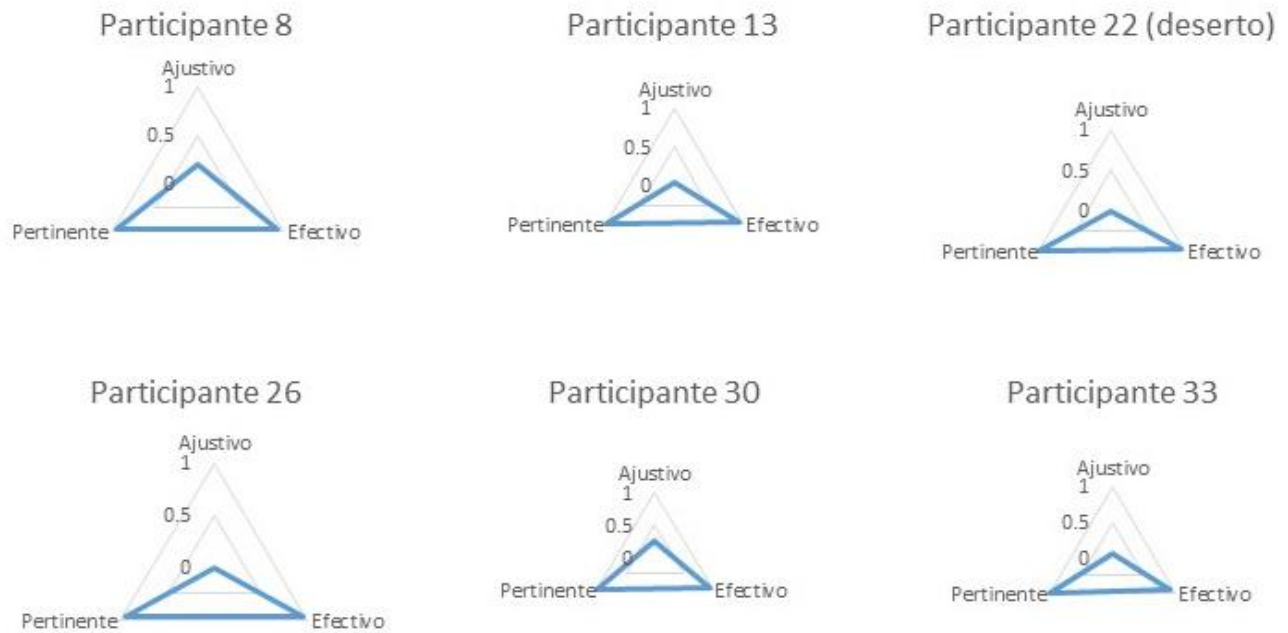 Participante 8
Ajustivo
1
0.5
0
Pertinente
Efectivo
Participante 13
Ajustivo
1
0.5
0
Pertinente
Efectivo
Participante 22 (deserto)
Ajustivo
1
0.5
0
Pertinente
Efectivo
Participante 26
Ajustivo
1
0.5
0
Pertinente
Efectivo
Participante 30
Ajustivo
1
0.5
0
Pertinente
Efectivo
Participante 33
Ajustivo
1
0.5
0
Pertinente
Efectivo